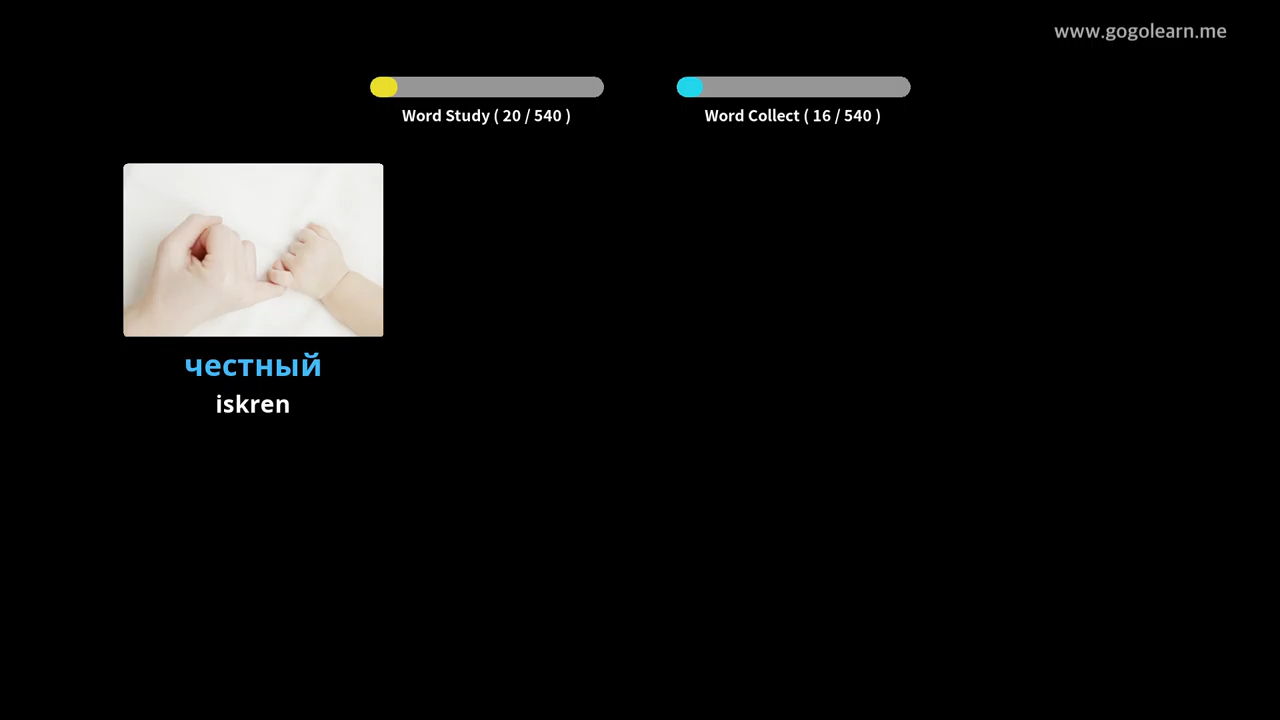 www.gogolearn.me
Word Study ( 20 / 540 )
Word Collect ( 16 / 540 )
честный
iskren